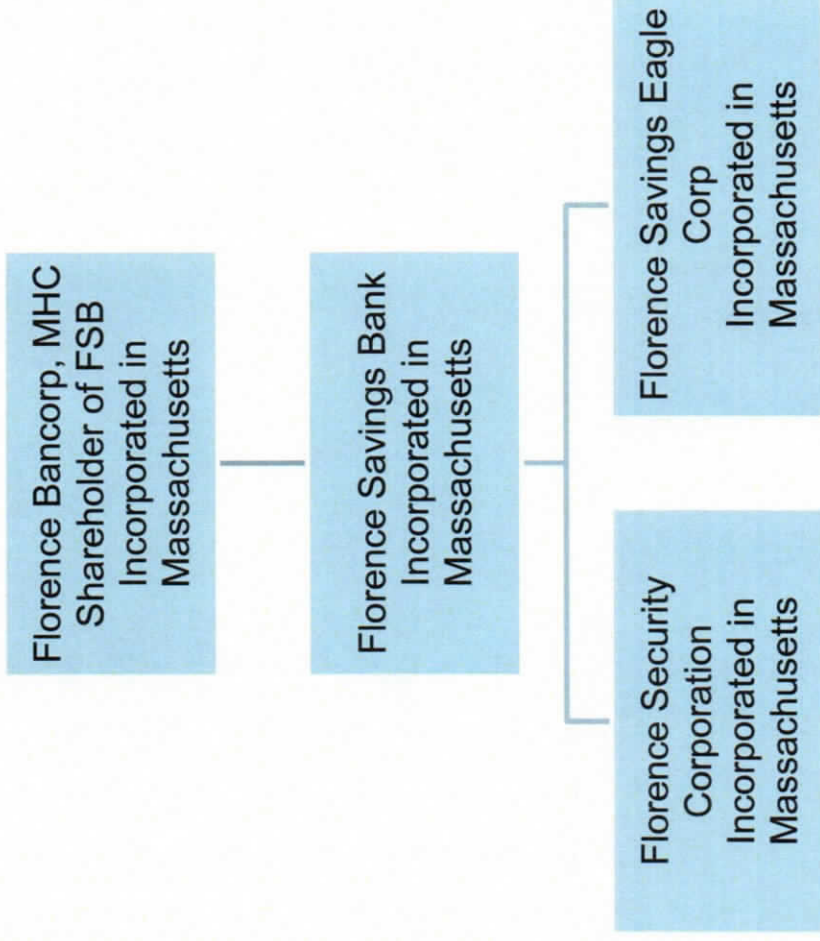 Florence Bancorp, MHC
Shareholder of FSB
Incorporated in
Massachusetts
Florence Savings Bank
Incorporated in
Massachusetts
Florence Security
Corporation
Incorporated in
Massachusetts
Florence Savings Eagle
Corp
Incorporated in
Massachusetts